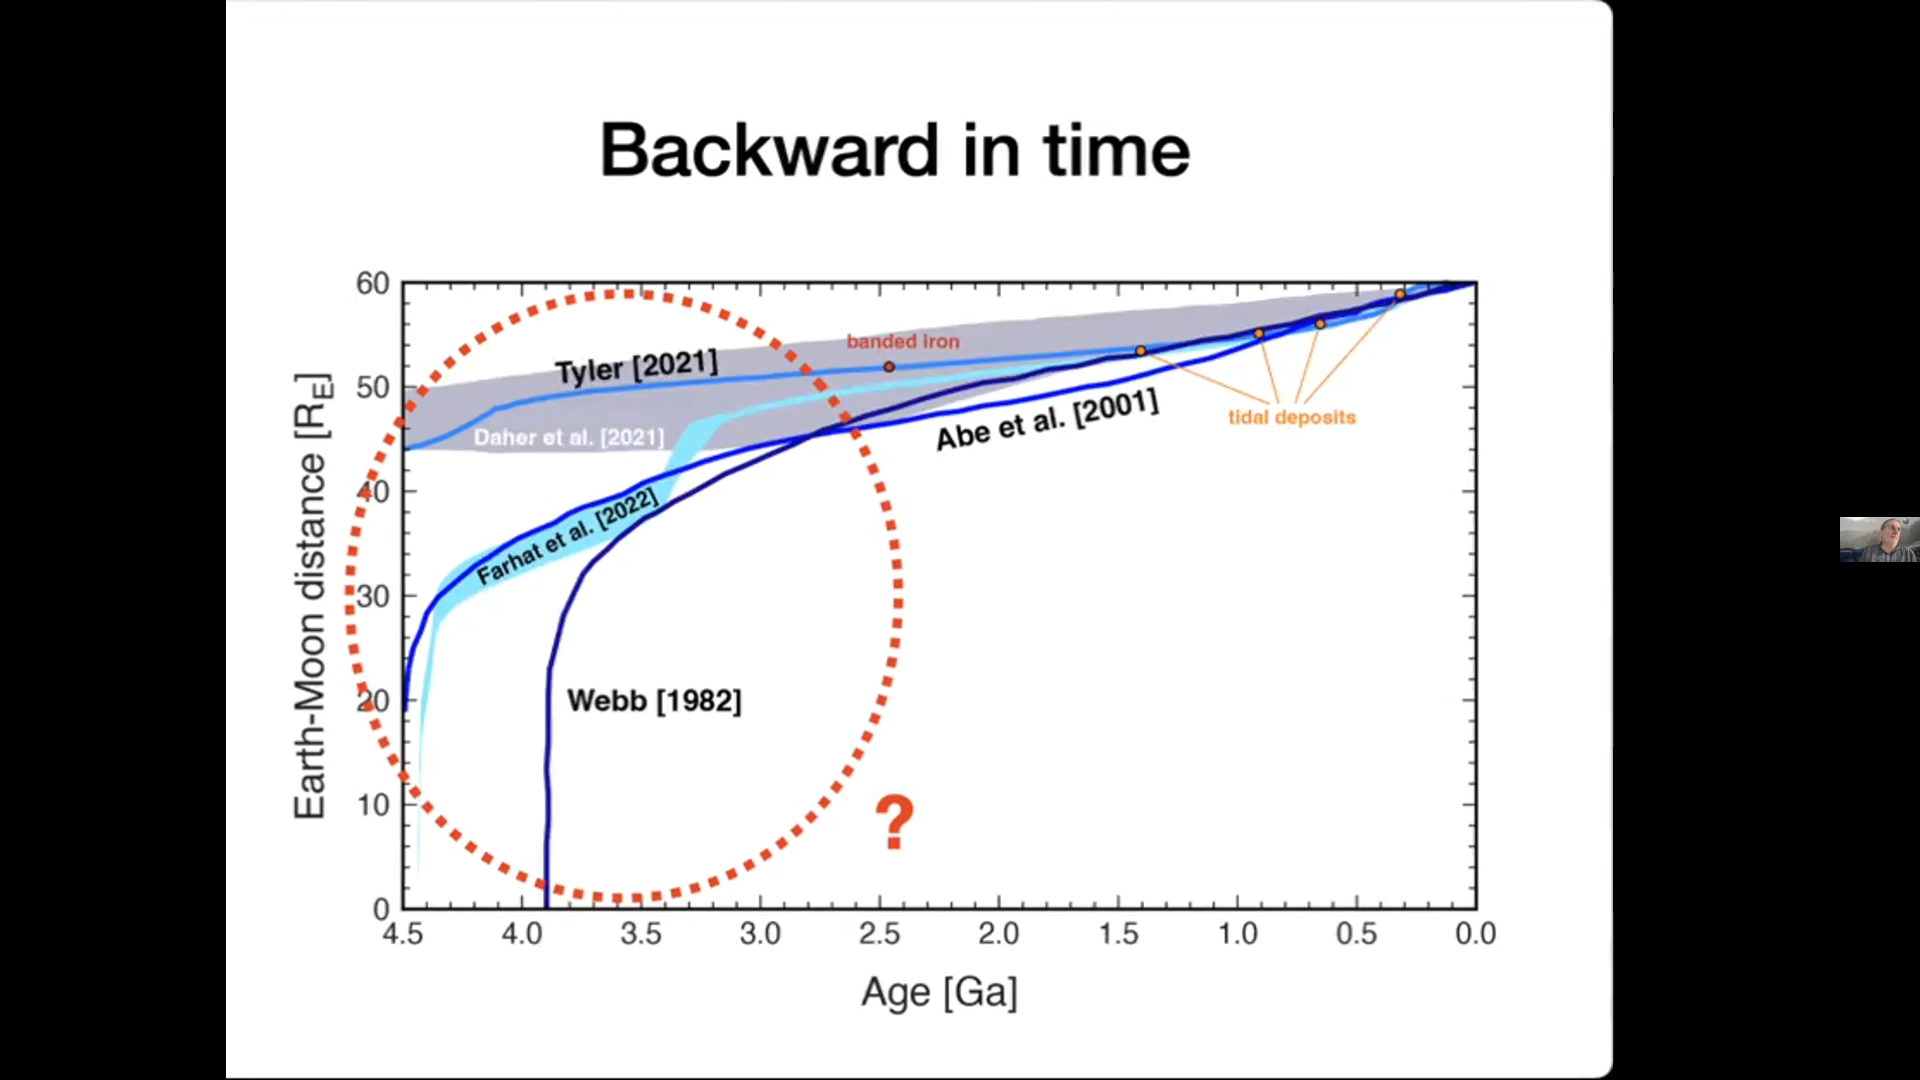 Backward in time
Earth-Moon distance [RE]
60
50
40
30
20
10
0
banded iron
Tyler [2021]
Daher et al. [2021]
Abe et al. [2001]
tidal deposits
Farhat et al. [2022]
Webb [1982]
?
4.5 4.0 3.5 3.0 2.5 2.0 1.5 1.0 0.5 0.0
Age [Ga]